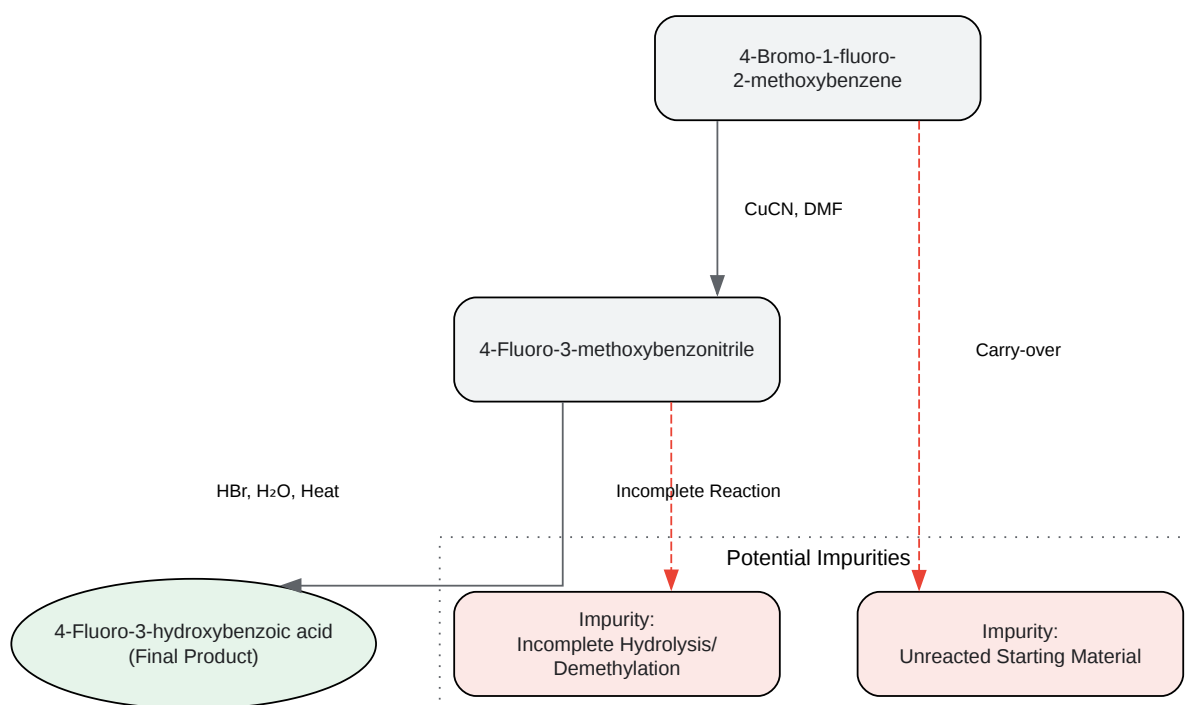 4-Bromo-1-fluoro-
2-methoxybenzene
CuCN, DMF
4-Fluoro-3-methoxybenzonitrile
Carry-over
HBr, H₂O, Heat
Incomplete Reaction
Potential Impurities
4-Fluoro-3-hydroxybenzoic acid
(Final Product)
Impurity:
Incomplete Hydrolysis/
Demethylation
Impurity:
Unreacted Starting Material